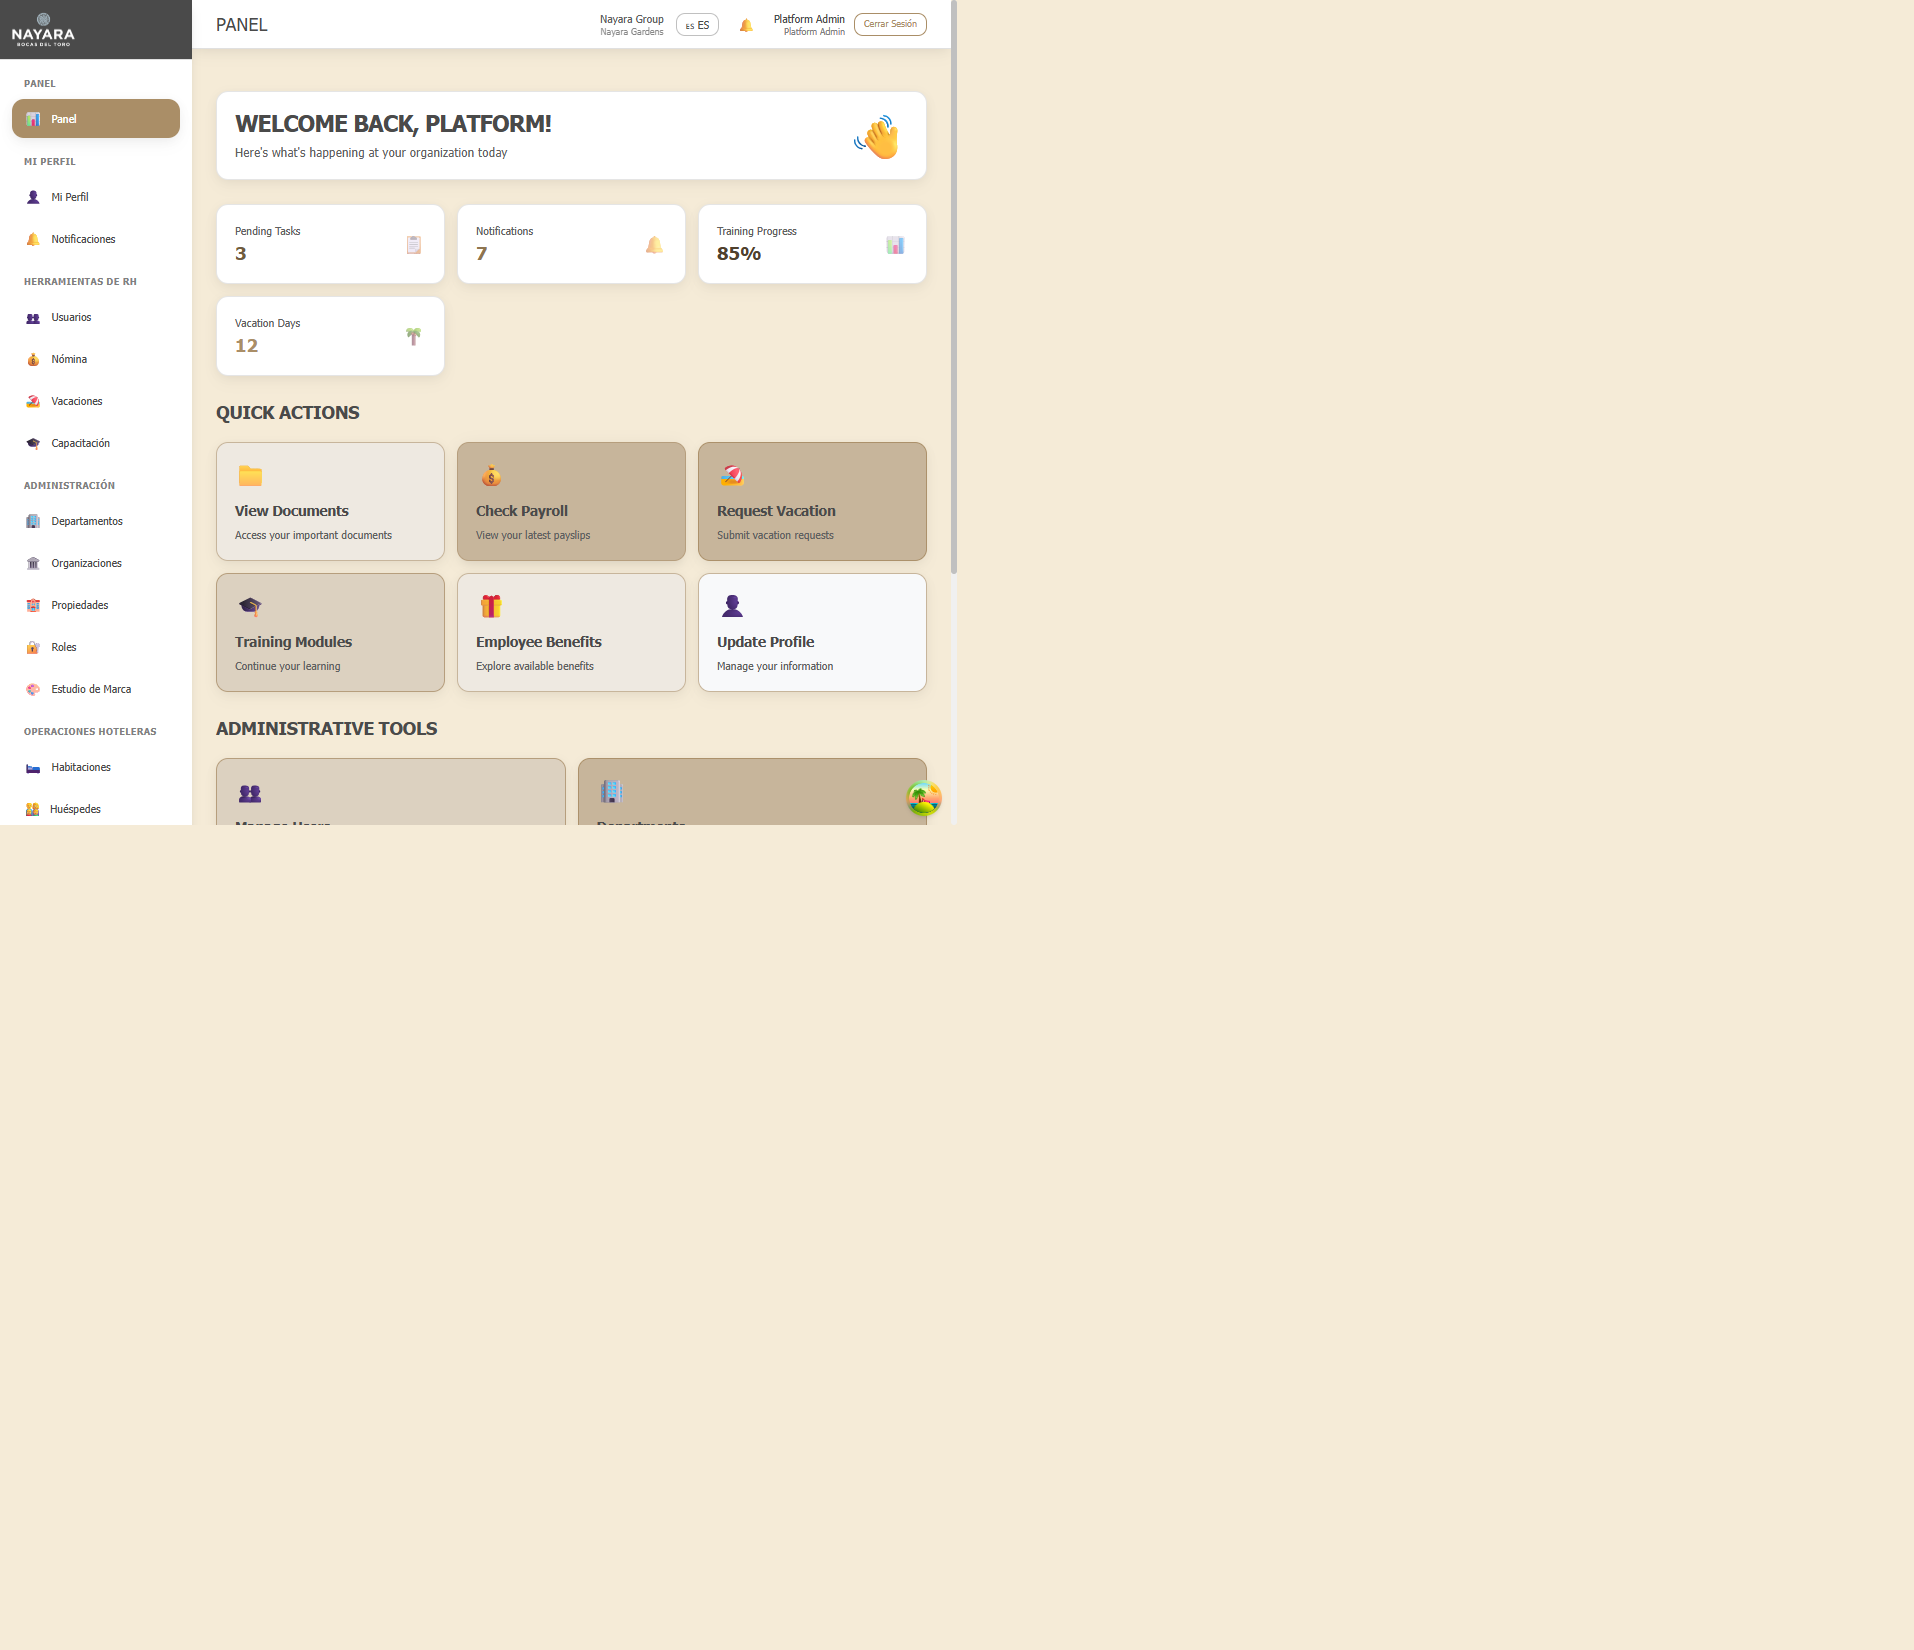 NAYARA
BOCAS DEL TORO
PANEL
Nayara Group
Nayara Gardens
ES ES
Platform Admin
Platform Admin
Cerrar Sesión
PANEL
Panel
MI PERFIL
Mi Perfil
Notificaciones
HERRAMIENTAS DE RH
Usuarios
Nómina
Vacaciones
Capacitación
ADMINISTRACIÓN
Departamentos
Organizaciones
Propiedades
Roles
Estudio de Marca
OPERACIONES HOTELERAS
Habitaciones
Huéspedes
WELCOME BACK, PLATFORM!
Here's what's happening at your organization today
Pending Tasks
3
Notifications
7
Training Progress
85%
Vacation Days
12
QUICK ACTIONS
View Documents
Access your important documents
Check Payroll
View your latest payslips
Request Vacation
Submit vacation requests
Training Modules
Continue your learning
Employee Benefits
Explore available benefits
Update Profile
Manage your information
ADMINISTRATIVE TOOLS
Manage Users
Departments